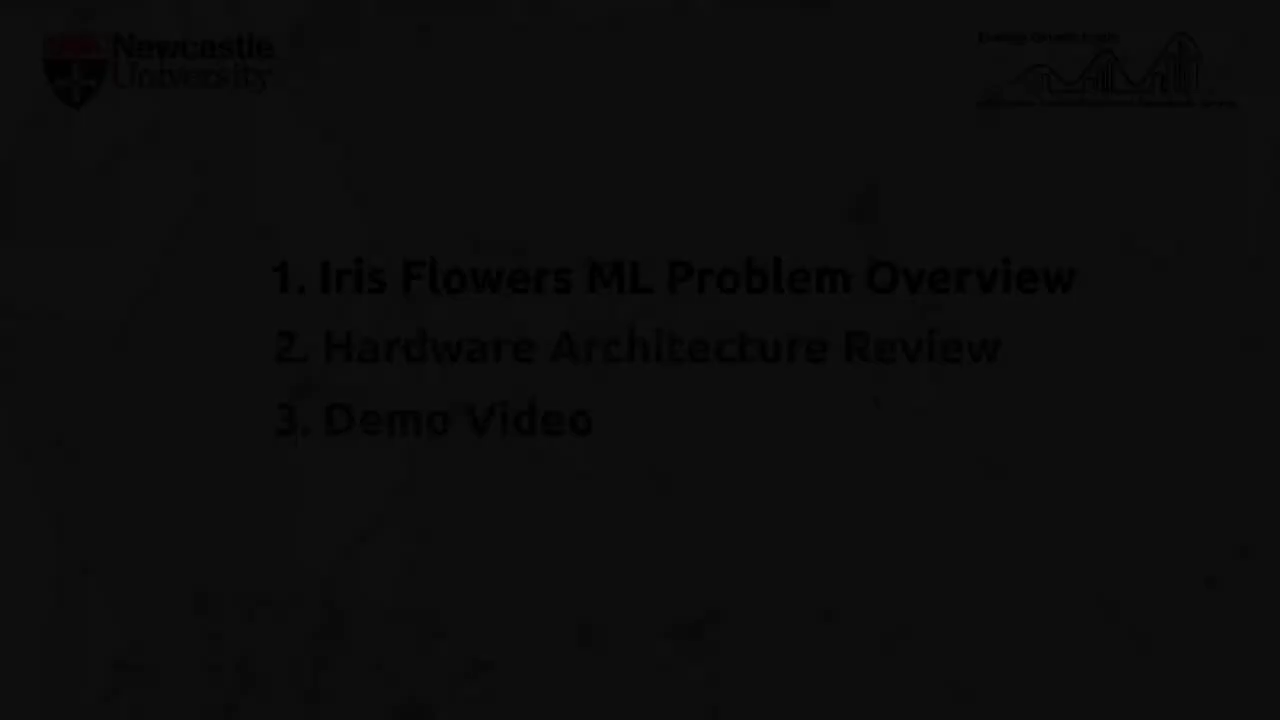 Newcastle
University
1. Iris Flowers ML Problem Overview
2. Hardware Architecture Review
3. Demo Video